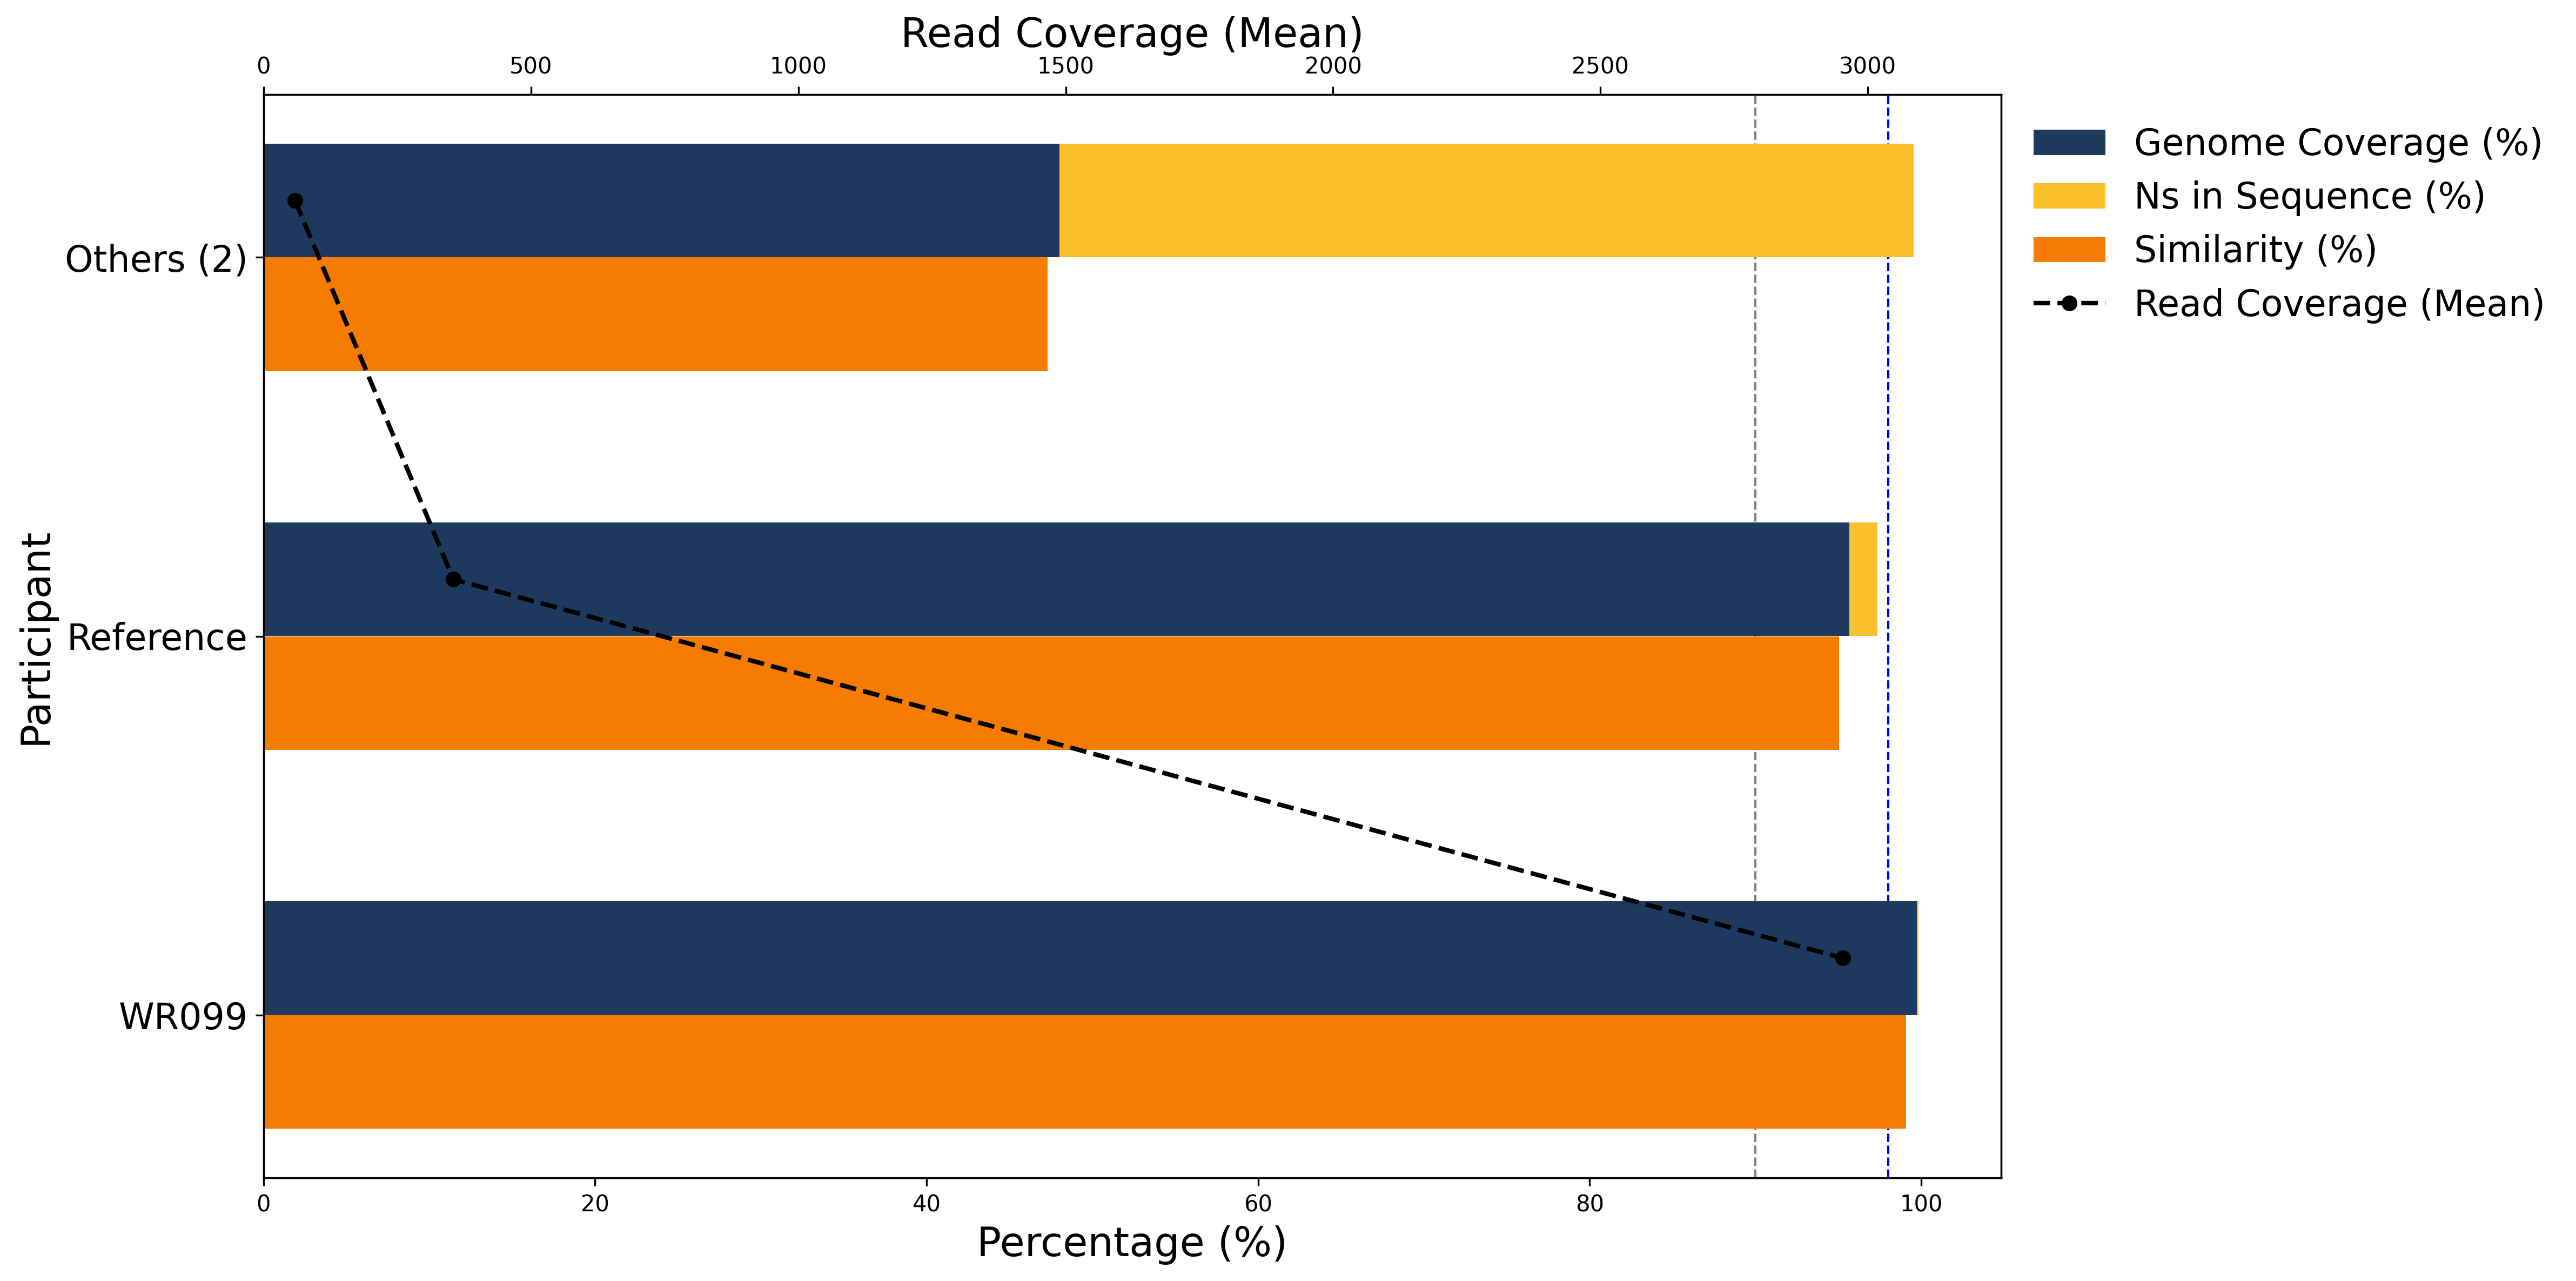 Read Coverage (Mean)
0 500 1000 1500 2000 2500 3000
Genome Coverage (%)
Ns in Sequence (%)
Similarity (%)
Read Coverage (Mean)
Participant
Others (2)
Reference
WR099
0 20 40 60 80 100
Percentage (%)